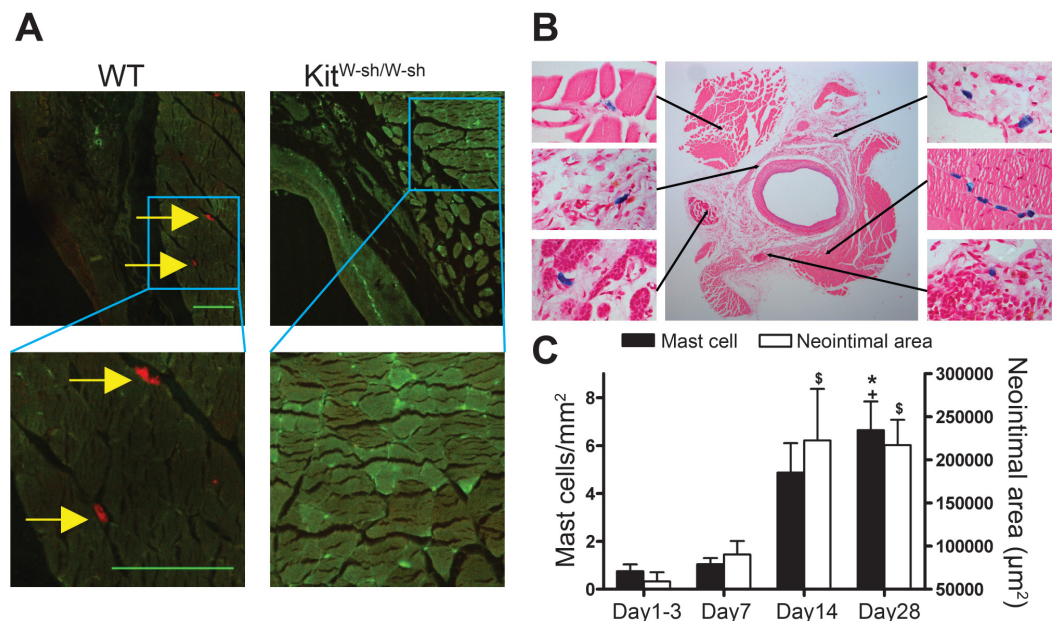 A
WT
Kit^W-sh/W-sh
B
C
Mast cell
Neointimal area
Mast cells/mm²
8
6
4
2
0
$
*
+
$
300000
250000
200000
150000
100000
50000
Neointimal area (µm²)
Day1-3
Day7
Day14
Day28